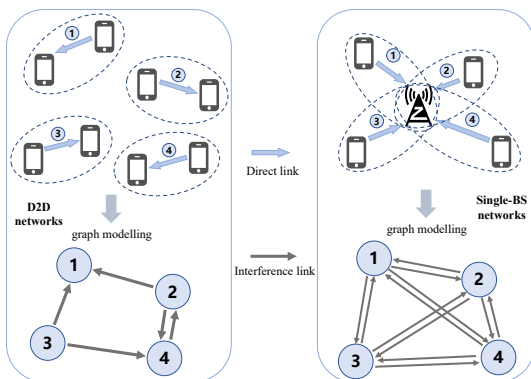 1
2
3
4
D2D
networks
graph modelling
1
2
3
4
Direct link
Interference link
1
2
3
4
Single-BS
networks
graph modelling
1
2
3
4